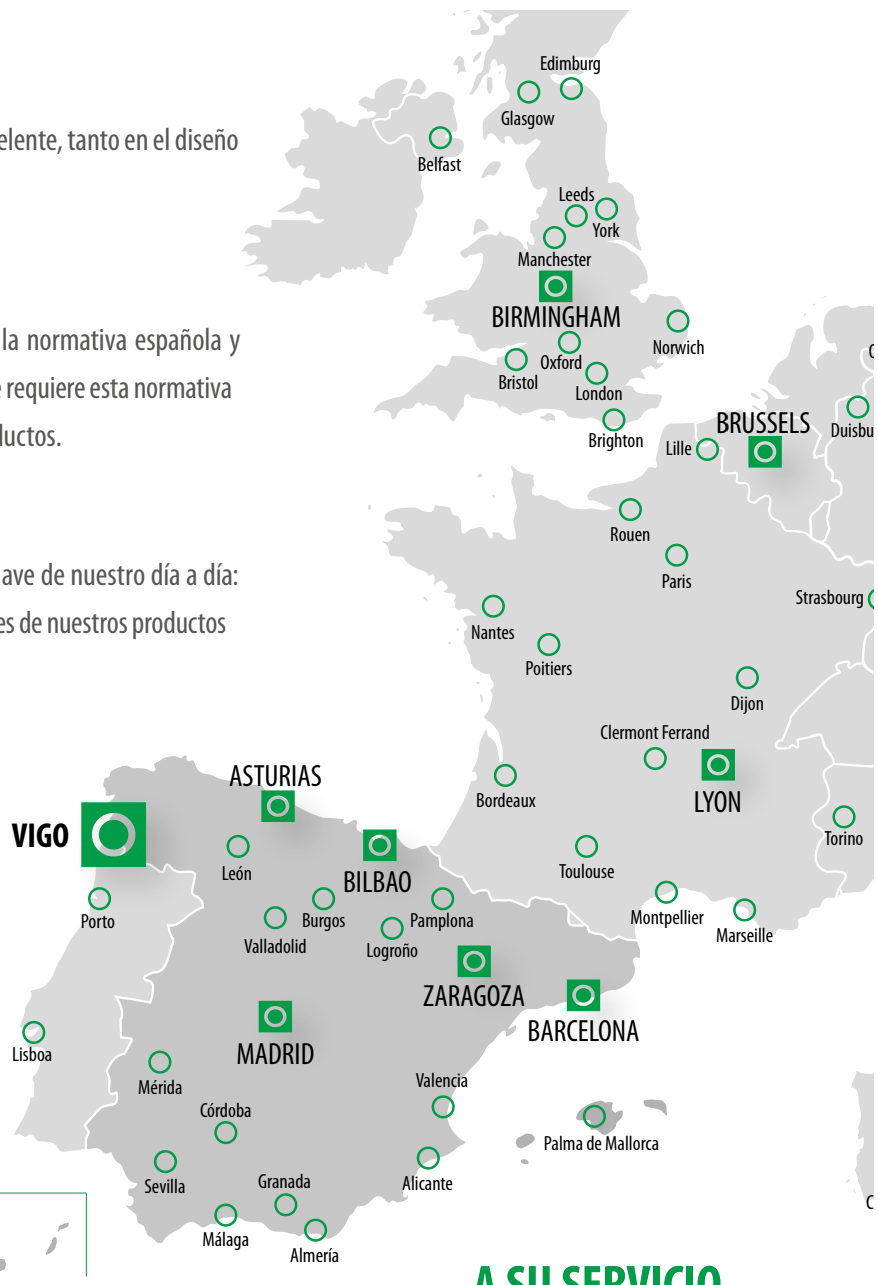 Edimburg
Glasgow
elente, tanto en el diseño
Belfast
Leeds
York
Manchester
BIRMINGHAM
la normativa española y
Norwich
Oxford
Bristol
requiere esta normativa
London
BRUSSELS
Duisbu
ductos.
Brighton
Lille
Rouen
ave de nuestro día a día:
Paris
Strasbourg
es de nuestros productos
Nantes
Poitiers
Dijon
Clermont Ferrand
ASTURIAS
Bordeaux
LYON
VIGO
Torino
León
Toulouse
BILBAO
Porto
Burgos
Pamplona
Montpellier
Valladolid
Logroño
Marseille
ZARAGOZA
BARCELONA
Lisboa
MADRID
Mérida
Valencia
Córdoba
Palma de Mallorca
Sevilla
Granada
Alicante
Málaga
Almería
A SU SERVICIO